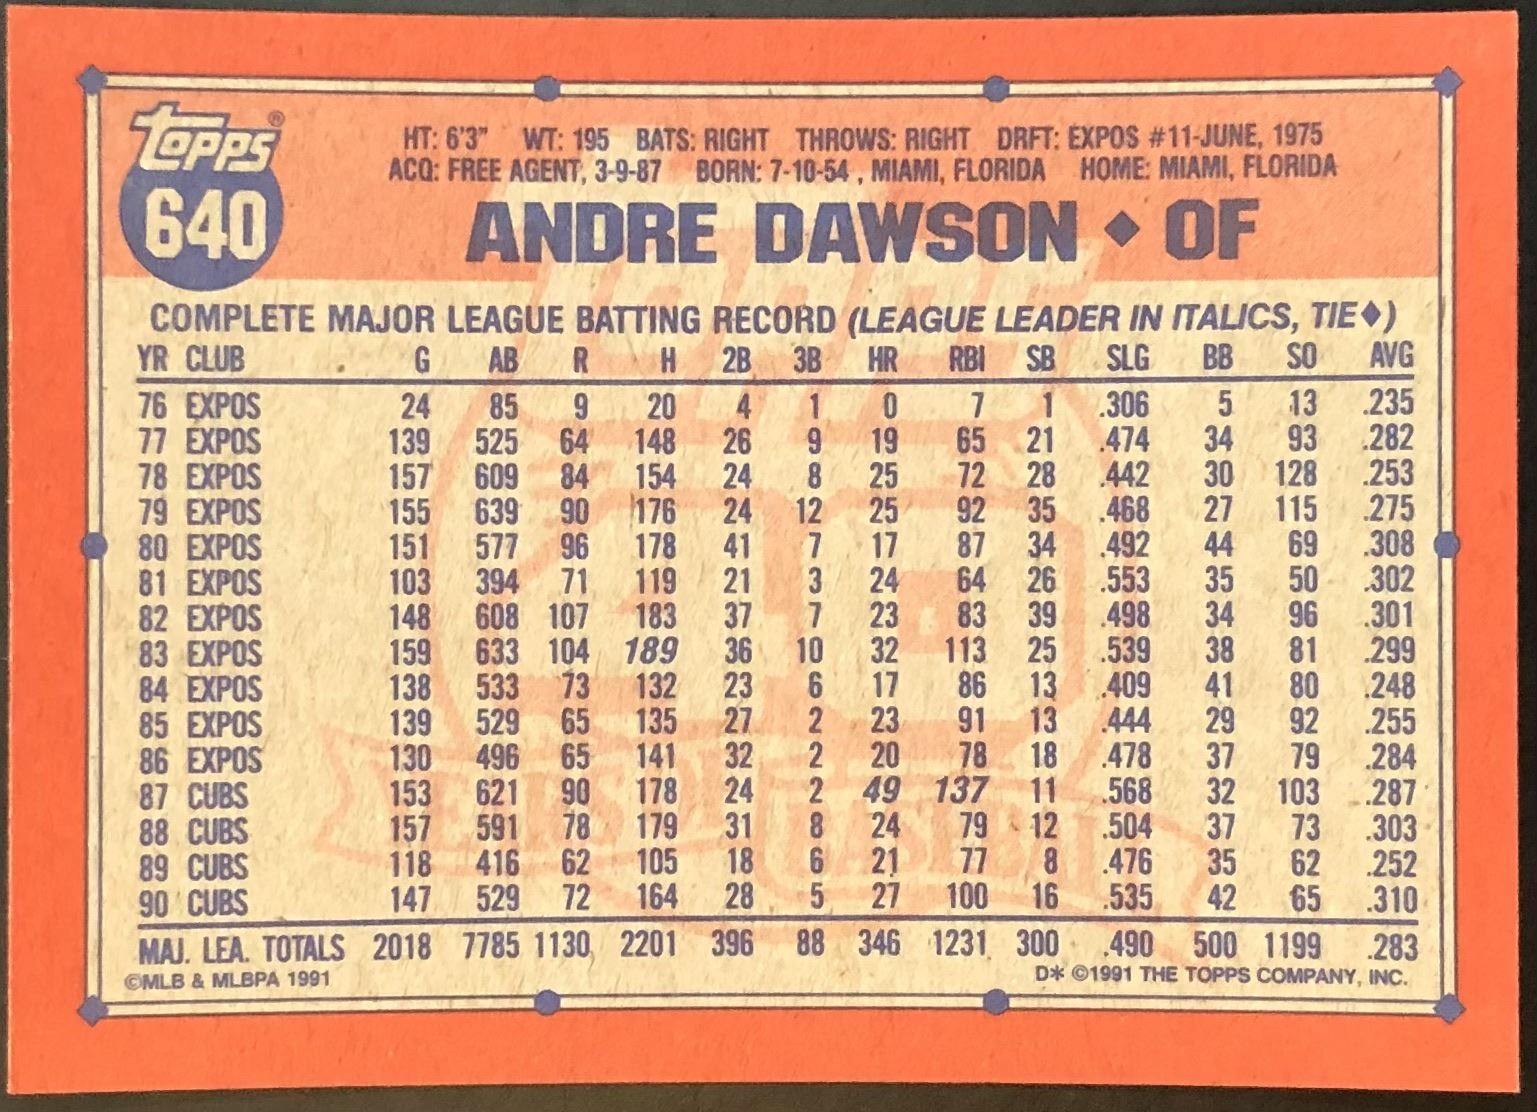 Topps®
640
HT: 6'3" WT: 195 BATS: RIGHT THROWS: RIGHT DRFT: EXPOS #11-JUNE, 1975
ACQ: FREE AGENT, 3-9-87 BORN: 7-10-54 , MIAMI, FLORIDA HOME: MIAMI, FLORIDA
ANDRE DAWSON ♦ OF
COMPLETE MAJOR LEAGUE BATTING RECORD (LEAGUE LEADER IN ITALICS, TIE♦)
YR CLUB G AB R H 2B 3B HR RBI SB SLG BB SO AVG
76 EXPOS 24 85 9 20 4 1 0 7 1 .306 5 13 .235
77 EXPOS 139 525 64 148 26 9 19 65 21 .474 34 93 .282
78 EXPOS 157 609 84 154 24 8 25 72 28 .442 30 128 .253
79 EXPOS 155 639 90 176 24 12 25 92 35 .468 27 115 .275
80 EXPOS 151 577 96 178 41 7 17 87 34 .492 44 69 .308
81 EXPOS 103 394 71 119 21 3 24 64 26 .553 35 50 .302
82 EXPOS 148 608 107 183 37 7 23 83 39 .498 34 96 .301
83 EXPOS 159 633 104 189 36 10 32 113 25 .539 38 81 .299
84 EXPOS 138 533 73 132 23 6 17 86 13 .409 41 80 .248
85 EXPOS 139 529 65 135 27 2 23 91 13 .444 29 92 .255
86 EXPOS 130 496 65 141 32 2 20 78 18 .478 37 79 .284
87 CUBS 153 621 90 178 24 2 49 137 11 .568 32 103 .287
88 CUBS 157 591 78 179 31 8 24 79 12 .504 37 73 .303
89 CUBS 118 416 62 105 18 6 21 77 8 .476 35 62 .252
90 CUBS 147 529 72 164 28 5 27 100 16 .535 42 65 .310
MAJ. LEA. TOTALS 2018 7785 1130 2201 396 88 346 1231 300 .490 500 1199 .283
©MLB & MLBPA 1991 D* ©1991 THE TOPPS COMPANY, INC.
Topps
40
YEARS OF
BASEBALL